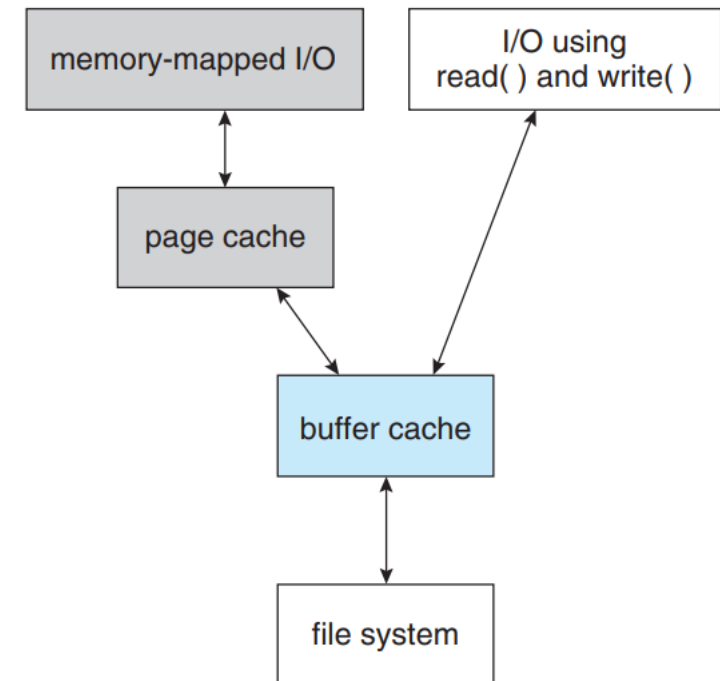 memory-mapped I/O
I/O using
read( ) and write( )
page cache
buffer cache
file system